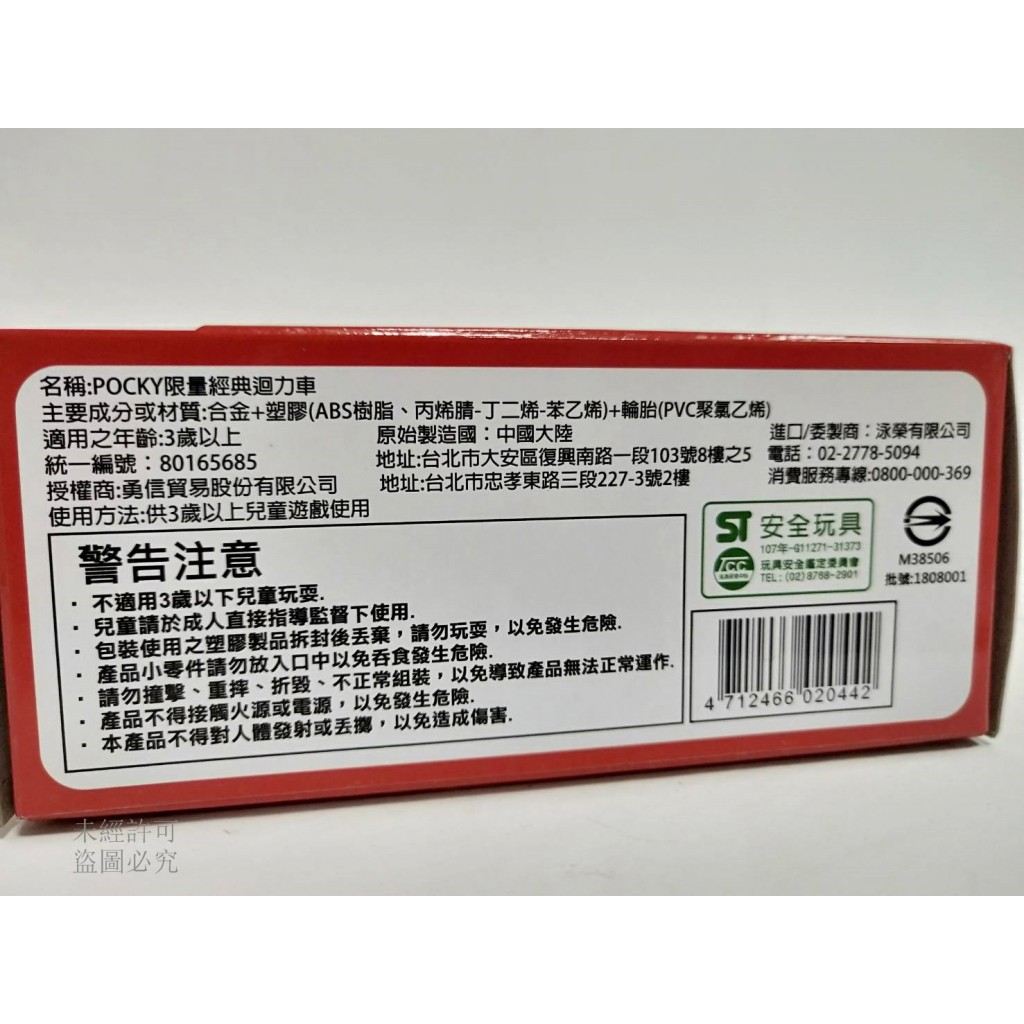 名稱:POCKY限量經典迴力車
主要成分或材質:合金+塑膠(ABS樹脂、丙烯腈-丁二烯-苯乙烯)+輪胎(PVC聚氯乙烯)
適用之年齡:3歲以上
原始製造國：中國大陸
進口/委製商：泳榮有限公司
統一編號：80165685
地址:台北市大安區復興南路一段103號8樓之5
電話：02-2778-5094
授權商:勇信貿易股份有限公司
地址:台北市忠孝東路三段227-3號2樓
消費服務專線:0800-000-369
使用方法:供3歲以上兒童遊戲使用
警告注意
· 不適用3歲以下兒童玩耍.
· 兒童請於成人直接指導監督下使用.
· 包裝使用之塑膠製品拆封後丟棄，請勿玩耍，以免發生危險.
· 產品小零件請勿放入口中以免吞食發生危險.
· 請勿撞擊、重摔、折毀、不正常組裝，以免導致產品無法正常運作.
· 產品不得接觸火源或電源，以免發生危險.
· 本產品不得對人體發射或丟擲，以免造成傷害.
ST 安全玩具
107年-G11271-31373
玩具安全鑑定委員會
TEL:(02)8768-2901
M38506
批號:1808001
4 712466 020442
未經許可
盜圖必究